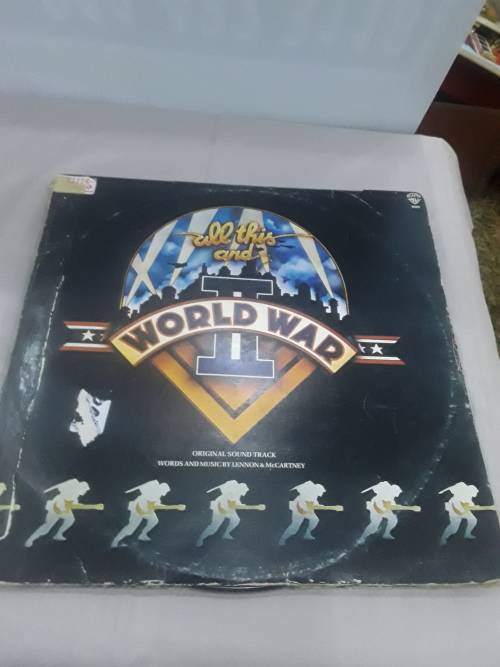 all this
and
II
WORLD WAR
ORIGINAL SOUND TRACK
WORDS AND MUSIC BY LENNON & McCARTNEY